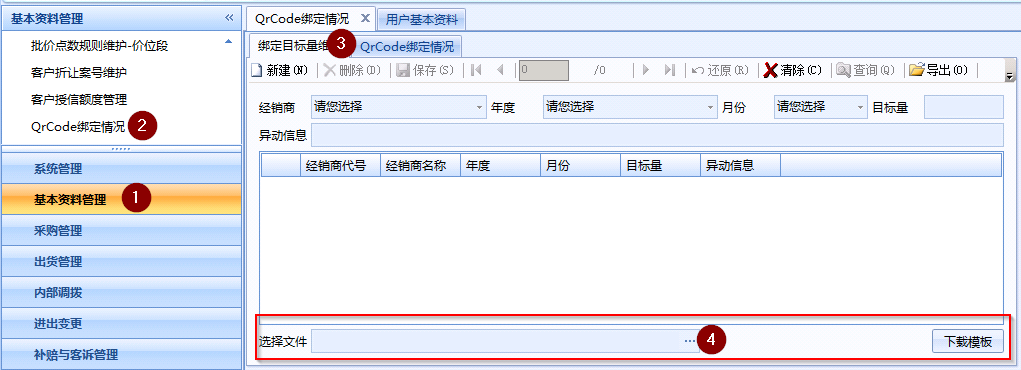 基本资料管理
批价点数规则维护-价位段
客户折让案号维护
客户授信额度管理
QrCode绑定情况 2
系统管理
基本资料管理 1
采购管理
出货管理
内部调拨
进出变更
补赔与客诉管理
QrCode绑定情况 用户基本资料
绑定目标量维 3 QrCode绑定情况
新建(N) 删除(D) 保存(S) 0 /0 还原(R) 清除(C) 查询(Q) 导出(O)
经销商 请您选择 年度 请您选择 月份 请您选择 目标量
异动信息
经销商代号 经销商名称 年度 月份 目标量 异动信息
选择文件 ... 4 下载模板